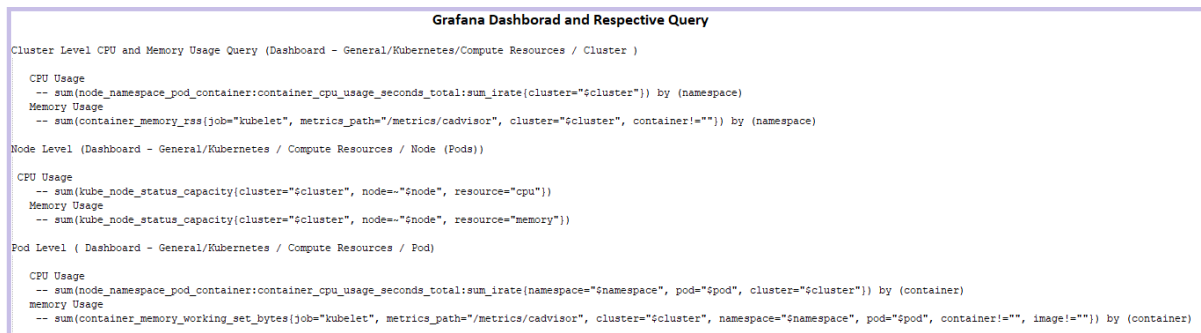 Grafana Dashborad and Respective Query
Cluster Level CPU and Memory Usage Query (Dashboard - General/Kubernetes/Compute Resources / Cluster )
CPU Usage
-- sum(node_namespace_pod_container:container_cpu_usage_seconds_total:sum_irate{cluster="$cluster"}) by (namespace)
Memory Usage
-- sum(container_memory_rss{job="kubelet", metrics_path="/metrics/cadvisor", cluster="$cluster", container!=""}) by (namespace)
Node Level (Dashboard - General/Kubernetes / Compute Resources / Node (Pods))
CPU Usage
-- sum(kube_node_status_capacity{cluster="$cluster", node=~"$node", resource="cpu"})
Memory Usage
-- sum(kube_node_status_capacity{cluster="$cluster", node=~"$node", resource="memory"})
Pod Level ( Dashboard - General/Kubernetes / Compute Resources / Pod)
CPU Usage
-- sum(node_namespace_pod_container:container_cpu_usage_seconds_total:sum_irate{namespace="$namespace", pod="$pod", cluster="$cluster"}) by (container)
memory Usage
-- sum(container_memory_working_set_bytes{job="kubelet", metrics_path="/metrics/cadvisor", cluster="$cluster", namespace="$namespace", pod="$pod", container!="", image!=""}) by (container)